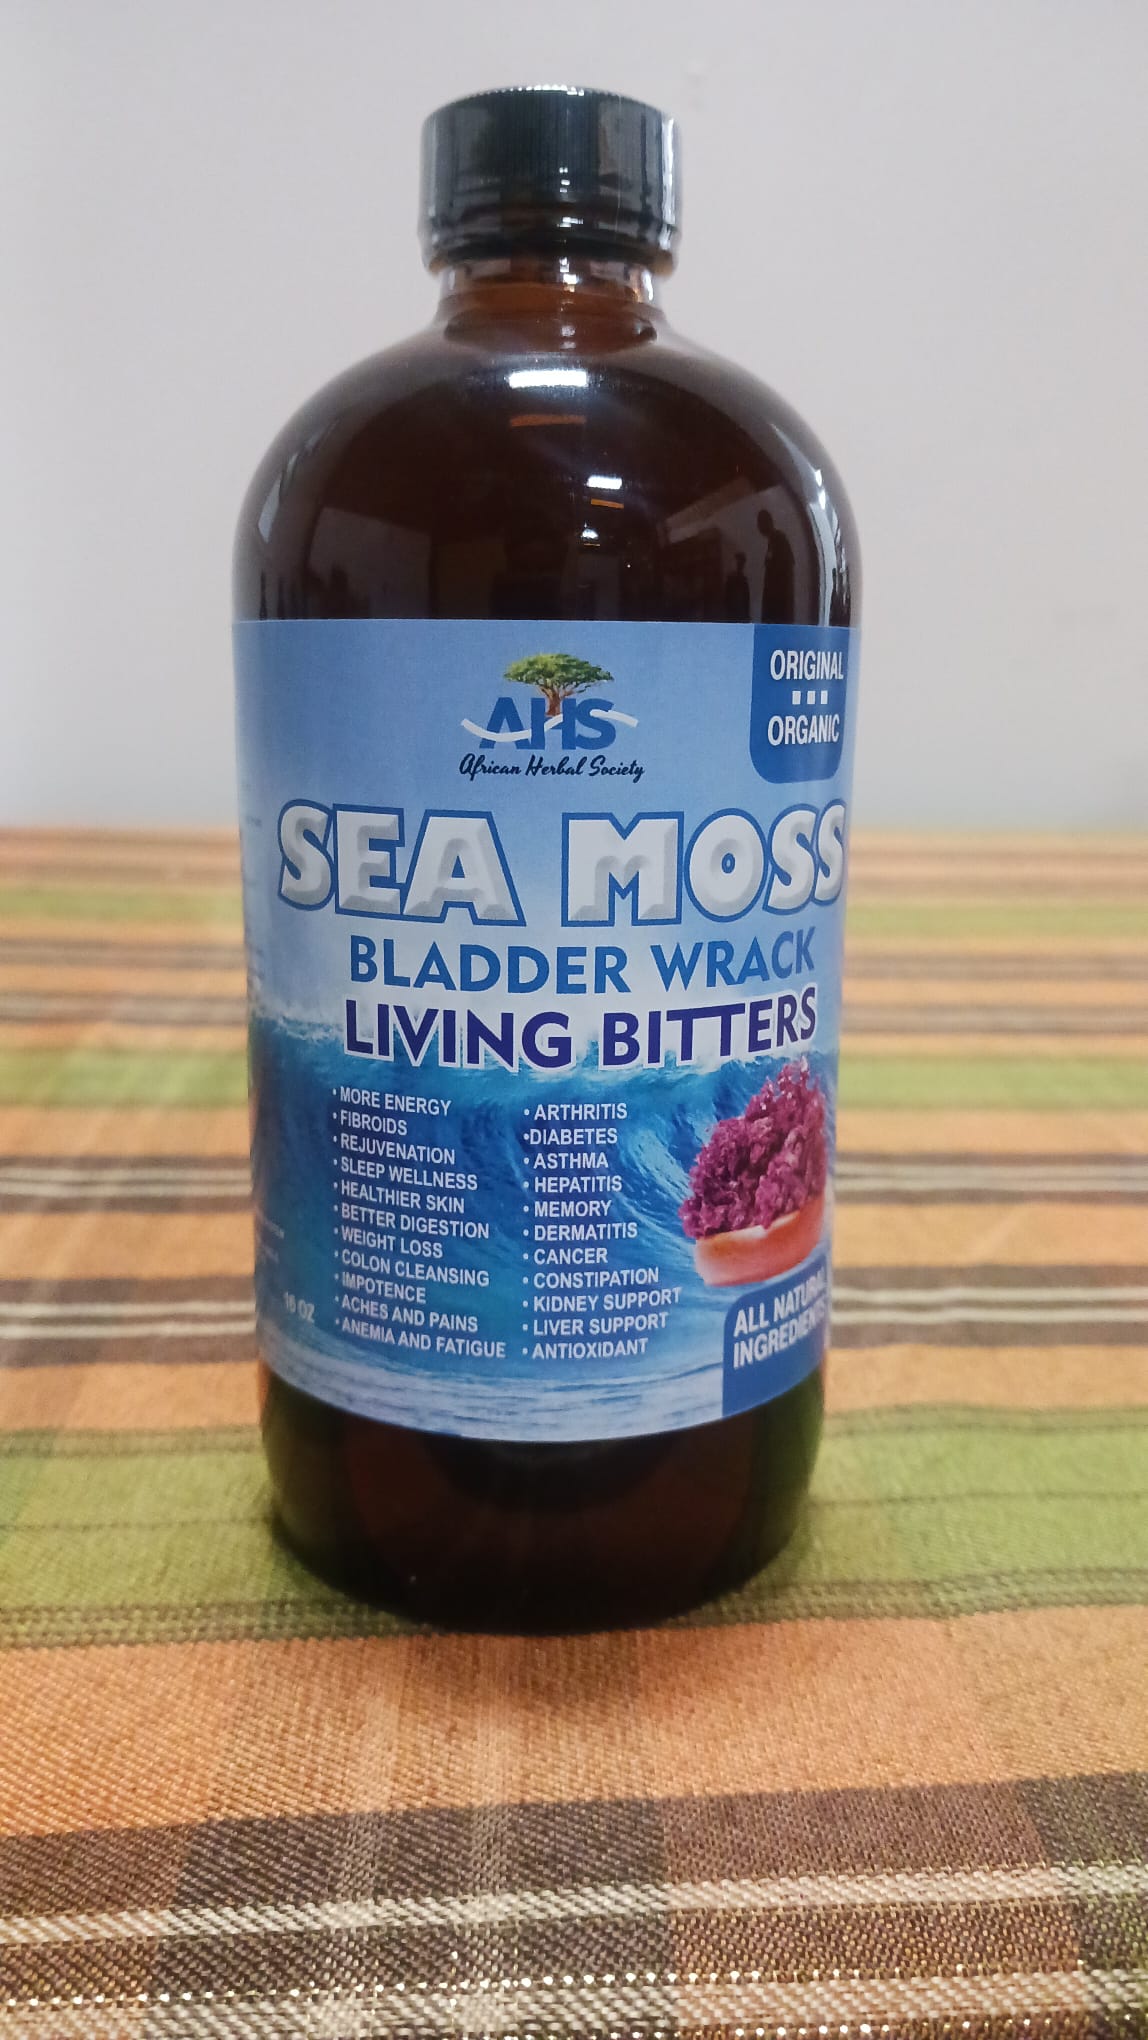 AHS
African Herbal Society
ORIGINAL
ORGANIC
SEA MOSS
BLADDER WRACK
LIVING BITTERS
• MORE ENERGY
• FIBROIDS
• REJUVENATION
• SLEEP WELLNESS
• HEALTHIER SKIN
• BETTER DIGESTION
• WEIGHT LOSS
• COLON CLEANSING
• IMPOTENCE
• ACHES AND PAINS
• ANEMIA AND FATIGUE
• ARTHRITIS
•DIABETES
• ASTHMA
• HEPATITIS
• MEMORY
• DERMATITIS
• CANCER
• CONSTIPATION
• KIDNEY SUPPORT
• LIVER SUPPORT
• ANTIOXIDANT
16 OZ
ALL NATURAL
INGREDIENTS